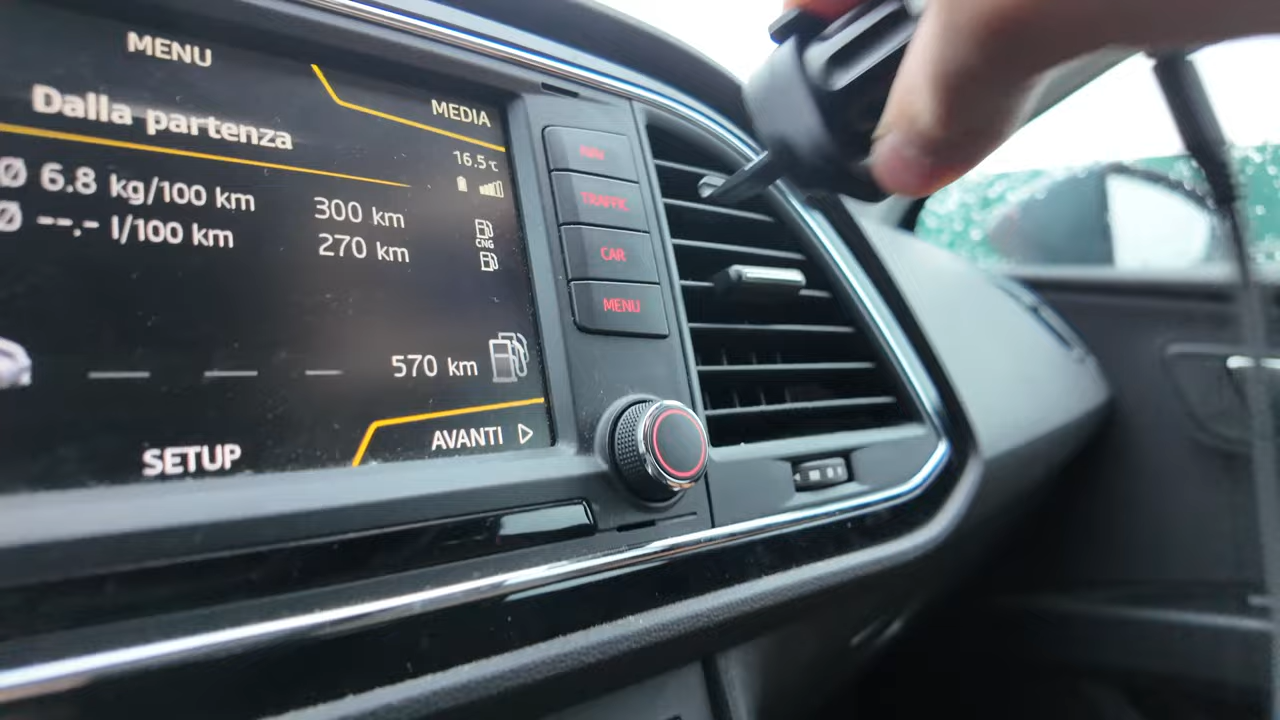 MENU
MEDIA
Dalla partenza
16.5°C
Ø 6.8 kg/100 km 300 km
CNG
Ø --.- l/100 km 270 km
570 km
SETUP
AVANTI
NAV
TRAFFIC
CAR
MENU